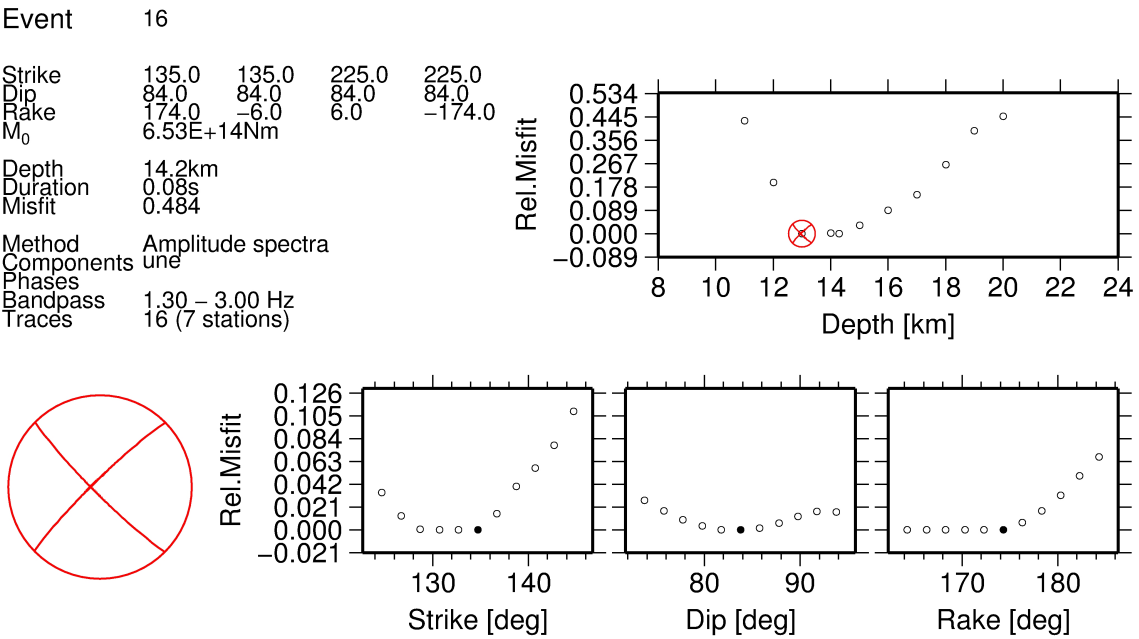 Event 16
Strike 135.0 135.0 225.0 225.0
Dip 84.0 84.0 84.0 84.0
Rake 174.0 −6.0 6.0 −174.0
M0 6.53E+14Nm
Depth 14.2km
Duration 0.08s
Misfit 0.484
Method Amplitude spectra
Components une
Phases
Bandpass 1.30 − 3.00 Hz
Traces 16 (7 stations)
Rel.Misfit
0.534
0.445
0.356
0.267
0.178
0.089
0.000
−0.089
8 10 12 14 16 18 20 22 24
Depth [km]
Rel.Misfit
0.126
0.105
0.084
0.063
0.042
0.021
0.000
−0.021
130 140
Strike [deg]
80 90
Dip [deg]
170 180
Rake [deg]